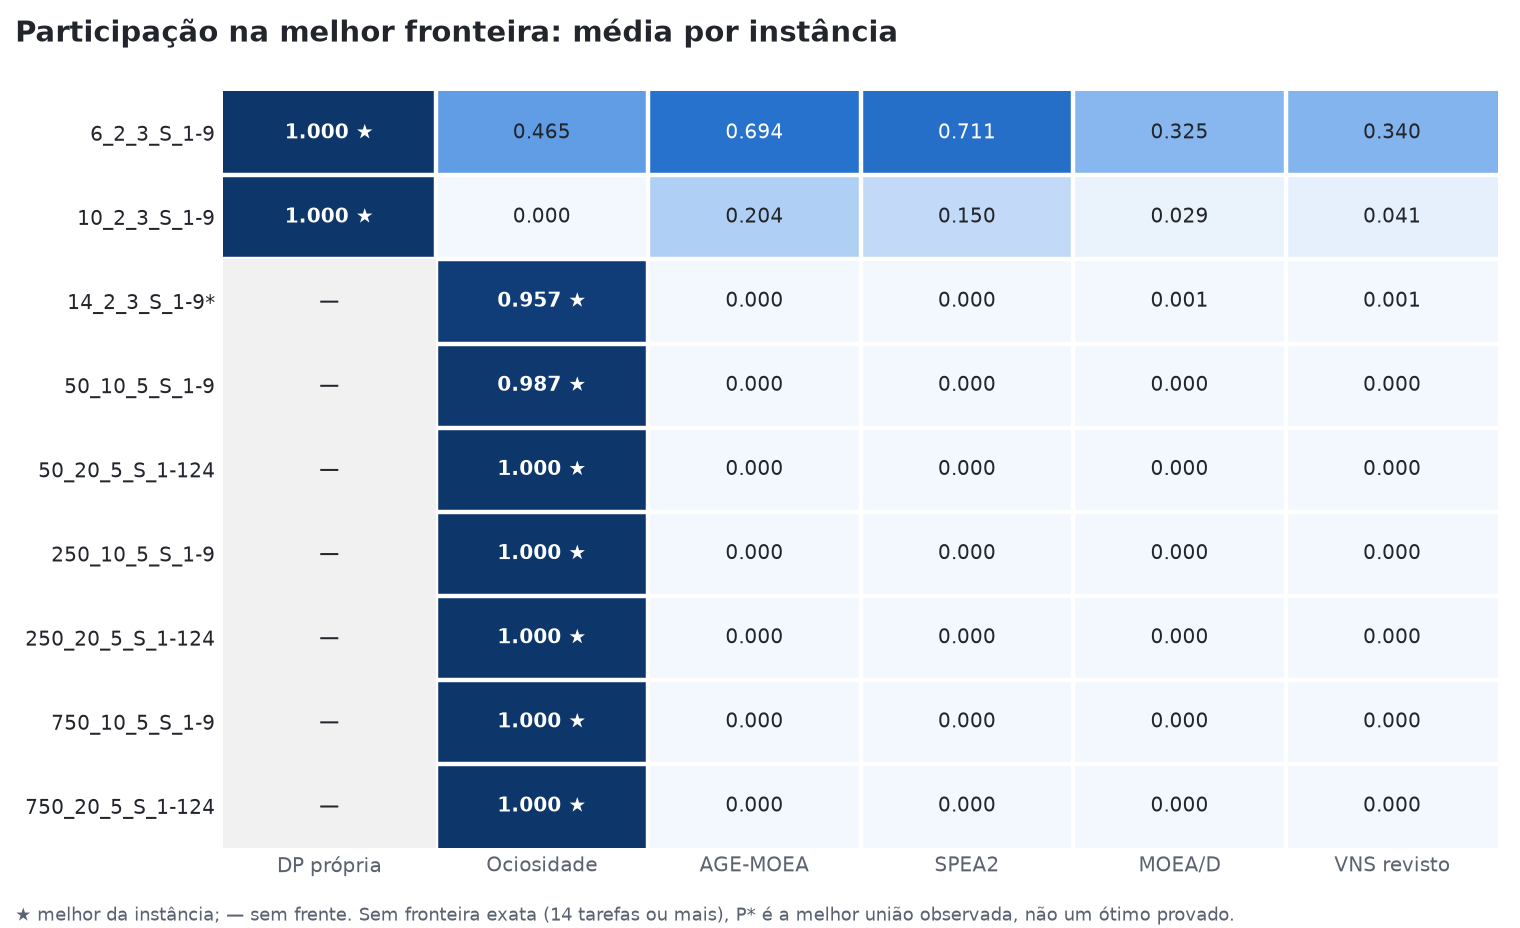 Participação na melhor fronteira: média por instância
6_2_3_S_1-9 1.000 ★ 0.465 0.694 0.711 0.325 0.340
10_2_3_S_1-9 1.000 ★ 0.000 0.204 0.150 0.029 0.041
14_2_3_S_1-9* — 0.957 ★ 0.000 0.000 0.001 0.001
50_10_5_S_1-9 — 0.987 ★ 0.000 0.000 0.000 0.000
50_20_5_S_1-124 — 1.000 ★ 0.000 0.000 0.000 0.000
250_10_5_S_1-9 — 1.000 ★ 0.000 0.000 0.000 0.000
250_20_5_S_1-124 — 1.000 ★ 0.000 0.000 0.000 0.000
750_10_5_S_1-9 — 1.000 ★ 0.000 0.000 0.000 0.000
750_20_5_S_1-124 — 1.000 ★ 0.000 0.000 0.000 0.000
DP própria Ociosidade AGE-MOEA SPEA2 MOEA/D VNS revisto
★ melhor da instância; — sem frente. Sem fronteira exata (14 tarefas ou mais), P* é a melhor união observada, não um ótimo provado.